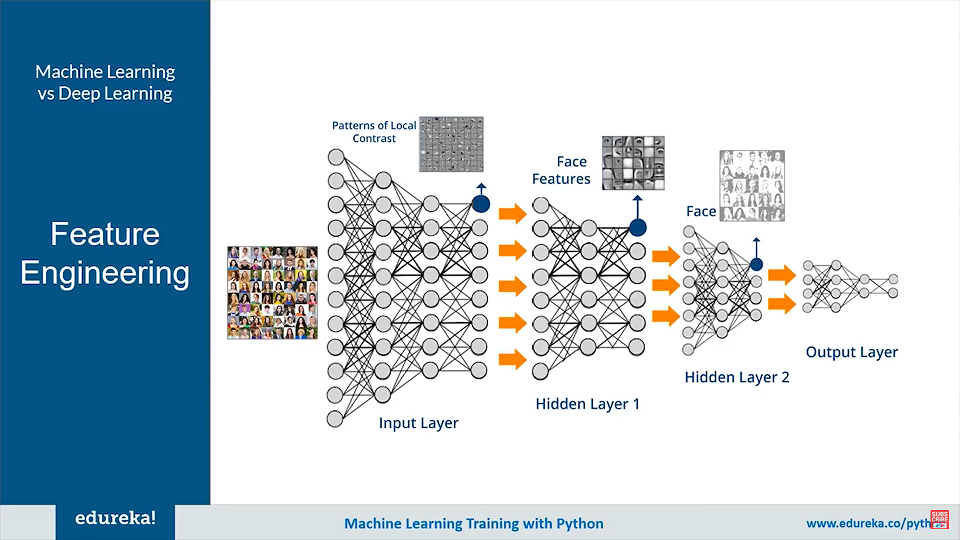 Machine Learning
vs Deep Learning
Feature
Engineering
Patterns of Local
Contrast
Face
Features
Face
Input Layer
Hidden Layer 1
Hidden Layer 2
Output Layer
edureka!
Machine Learning Training with Python
www.edureka.co/pyth
SUBSCRIBE